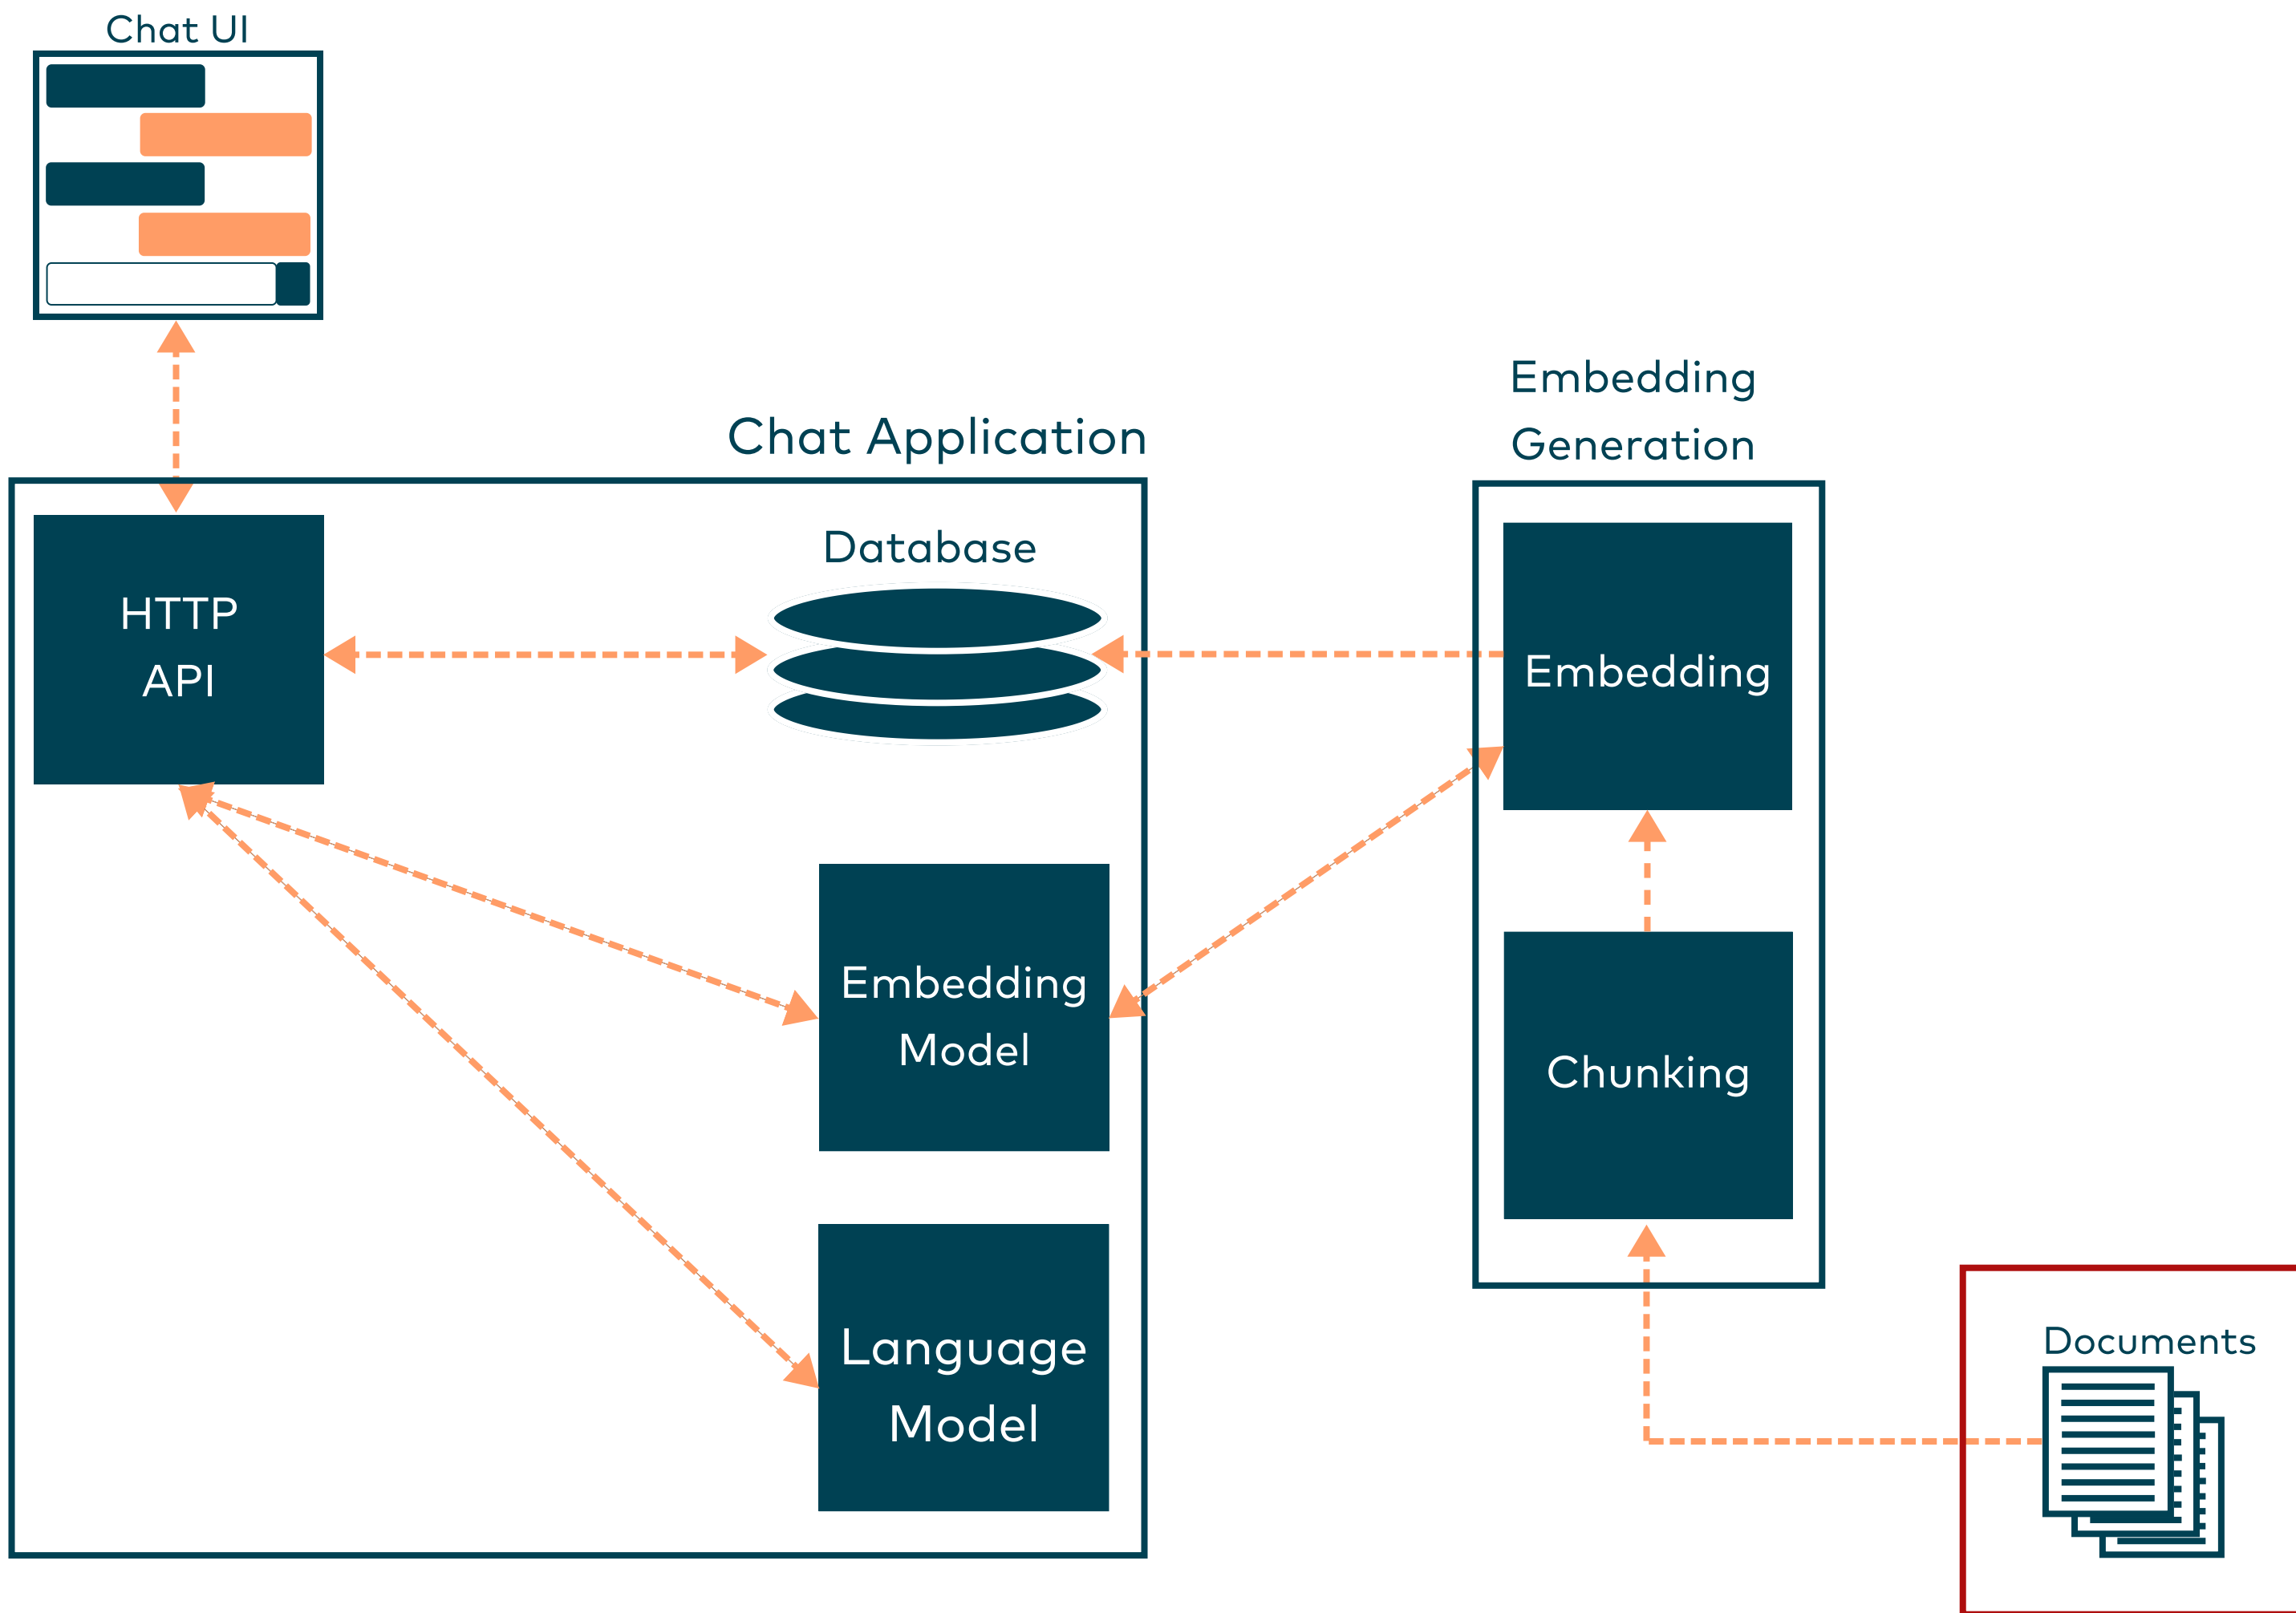 Chat UI
Chat Application
Embedding
Generation
HTTP
API
Database
Embedding
Embedding
Model
Chunking
Language
Model
Documents